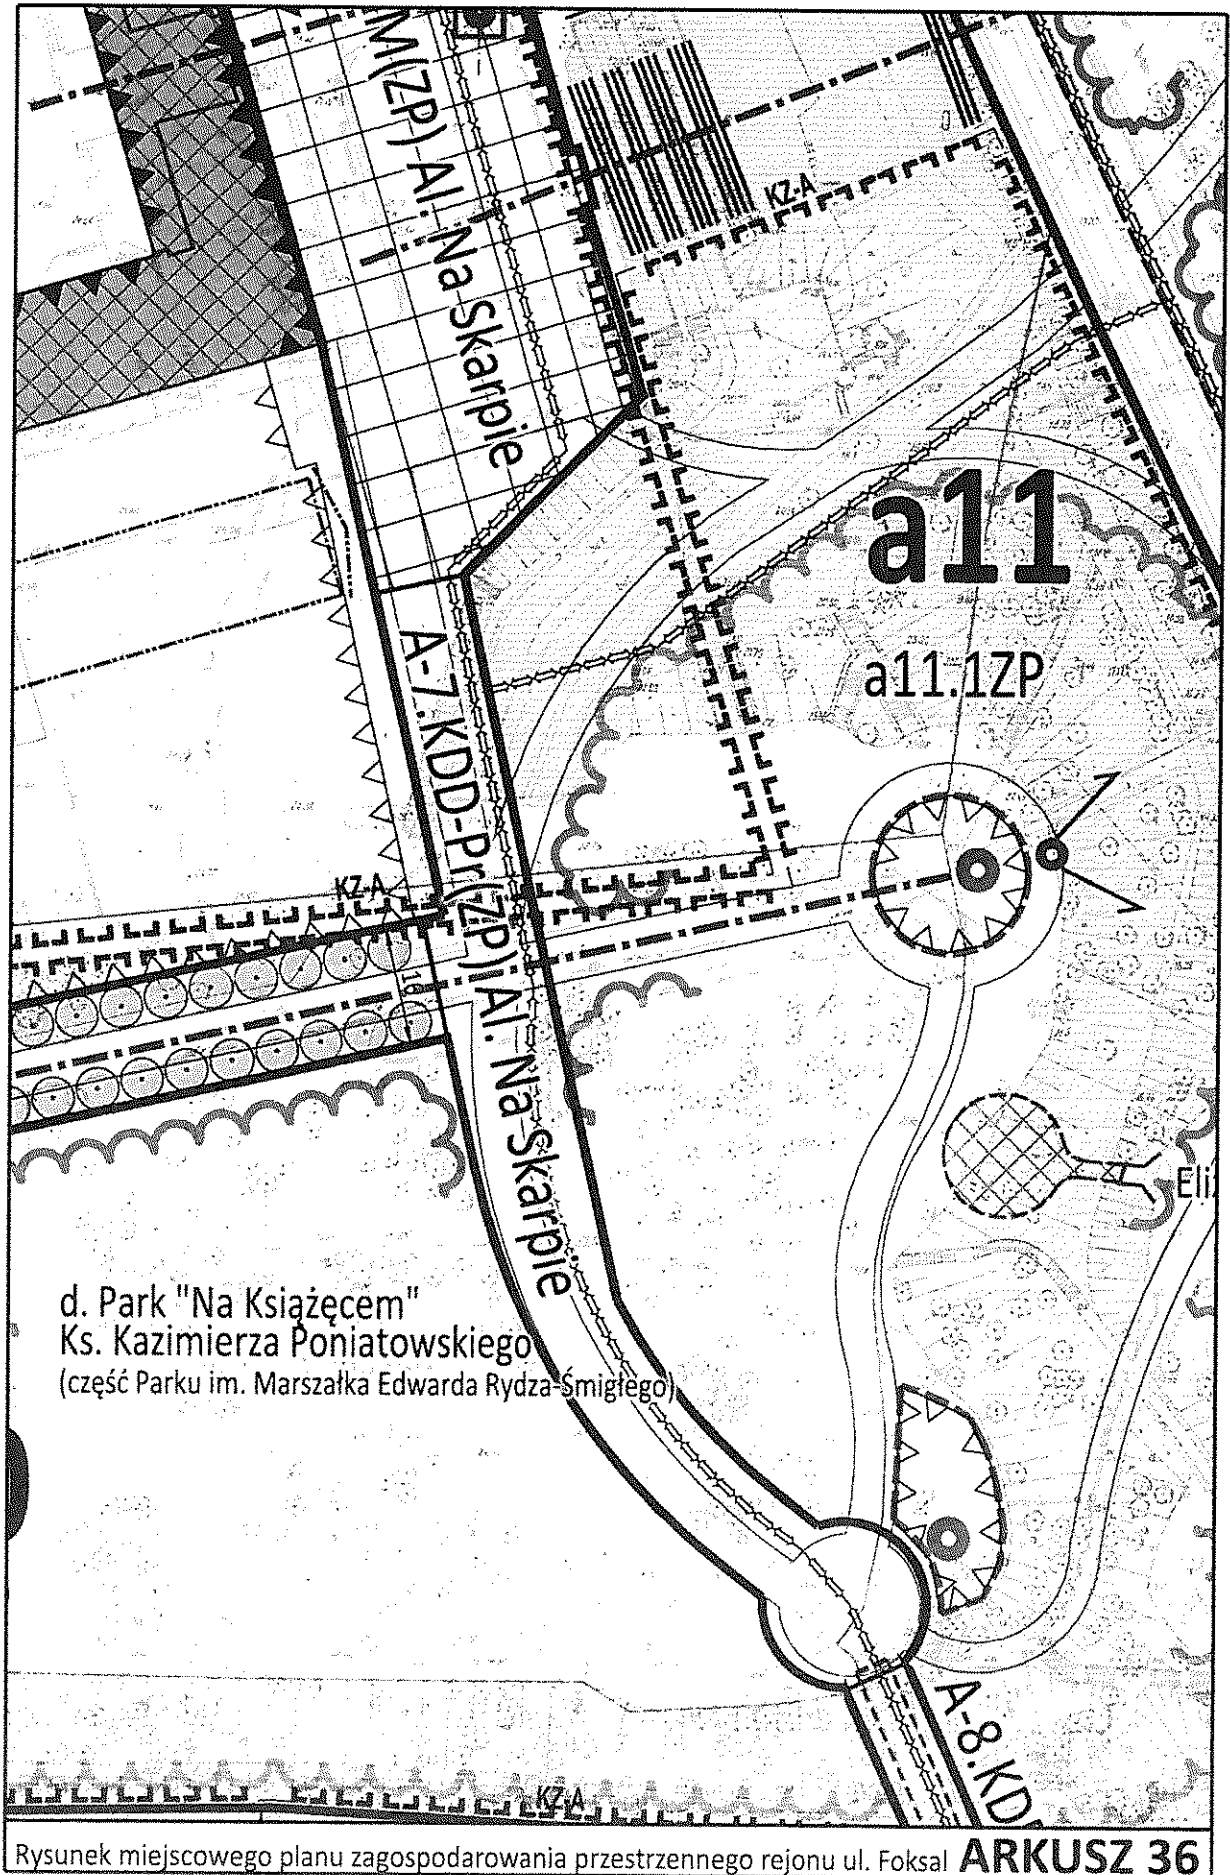 M(ZP) Al. Na Skarpie
KZ-A
a11
a11.1ZP
A-7.KDD-Pr(ZP)iAl. Na Skarpie
KZ-A
10
Eli
d. Park "Na Książęcem"
Ks. Kazimierza Poniatowskiego
(część Parku im. Marszałka Edwarda Rydza-Śmigłego)
A-8.KD
KZ-A
Rysunek miejscowego planu zagospodarowania przestrzennego rejonu ul. Foksal ARKUSZ 36